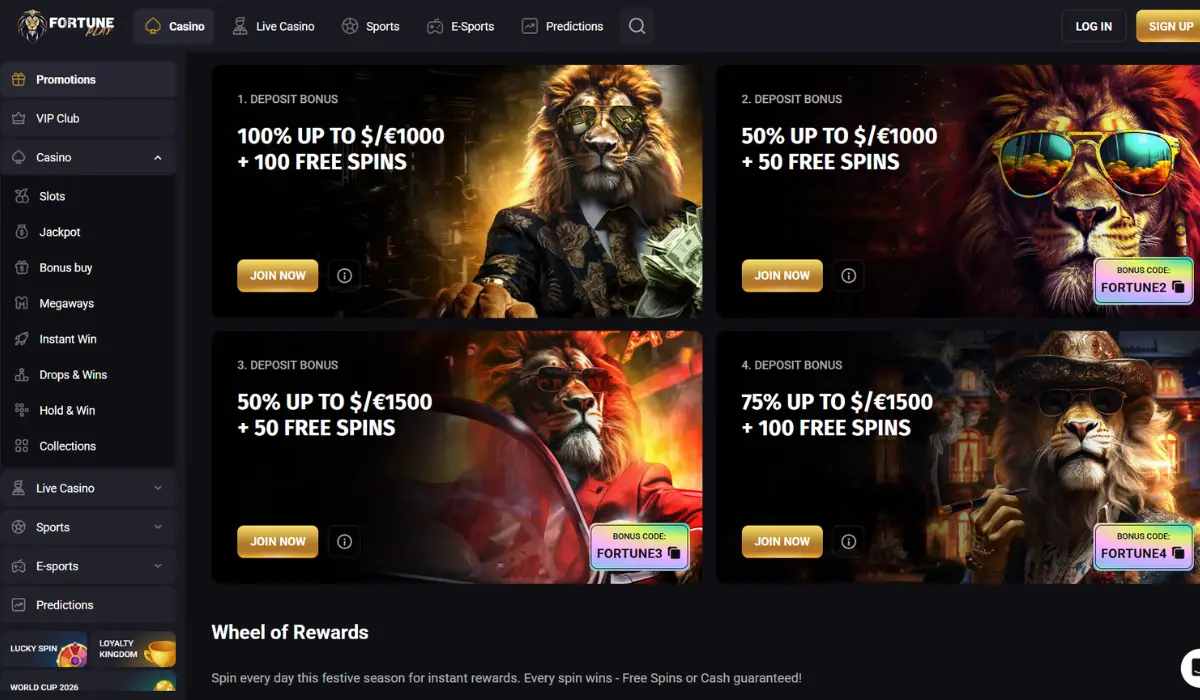 FORTUNE
PLAY
Casino
Live Casino
Sports
E-Sports
Predictions
LOG IN
SIGN UP
Promotions
VIP Club
Casino
Slots
Jackpot
Bonus buy
Megaways
Instant Win
Drops & Wins
Hold & Win
Collections
Live Casino
Sports
E-sports
Predictions
LUCKY SPIN
LOYALTY
KINGDOM
WORLD CUP 2026
1. DEPOSIT BONUS
100% UP TO $/€1000
+ 100 FREE SPINS
JOIN NOW
2. DEPOSIT BONUS
50% UP TO $/€1000
+ 50 FREE SPINS
JOIN NOW
BONUS CODE:
FORTUNE2
3. DEPOSIT BONUS
50% UP TO $/€1500
+ 50 FREE SPINS
JOIN NOW
BONUS CODE:
FORTUNE3
4. DEPOSIT BONUS
75% UP TO $/€1500
+ 100 FREE SPINS
JOIN NOW
BONUS CODE:
FORTUNE4
Wheel of Rewards
Spin every day this festive season for instant rewards. Every spin wins - Free Spins or Cash guaranteed!